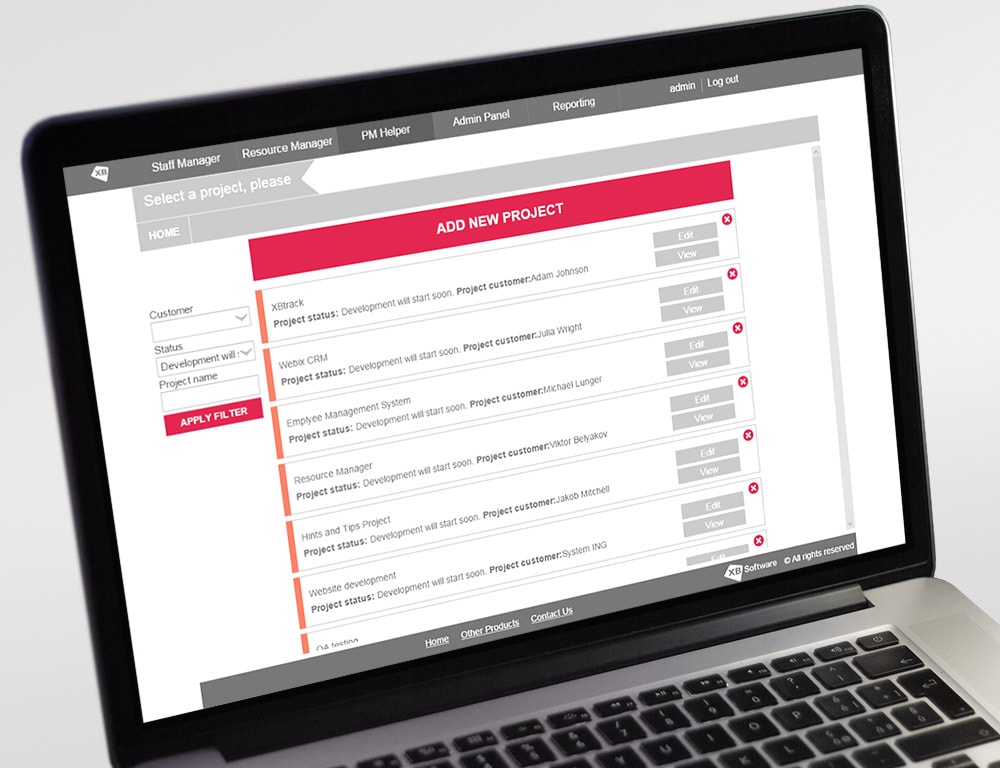 XB
Staff Manager
Resource Manager
PM Helper
Admin Panel
Reporting
admin
Log out
Select a project, please
HOME
ADD NEW PROJECT
Customer
Status
Development will
Project name
APPLY FILTER
XBtrack
Project status: Development will start soon. Project customer:Adam Johnson
Edit
View
Webix CRM
Project status: Development will start soon. Project customer:Julia Wright
Edit
View
Emplyee Management System
Project status: Development will start soon. Project customer:Michael Lunger
Edit
View
Resource Manager
Project status: Development will start soon. Project customer:Viktor Belyakov
Edit
View
Hints and Tips Project
Project status: Development will start soon. Project customer:Jakob Mitchell
Edit
View
Website development
Project status: Development will start soon. Project customer:System ING
Edit
View
QA testing
Edit
Home
Other Products
Contact Us
XB Software © All rights reserved